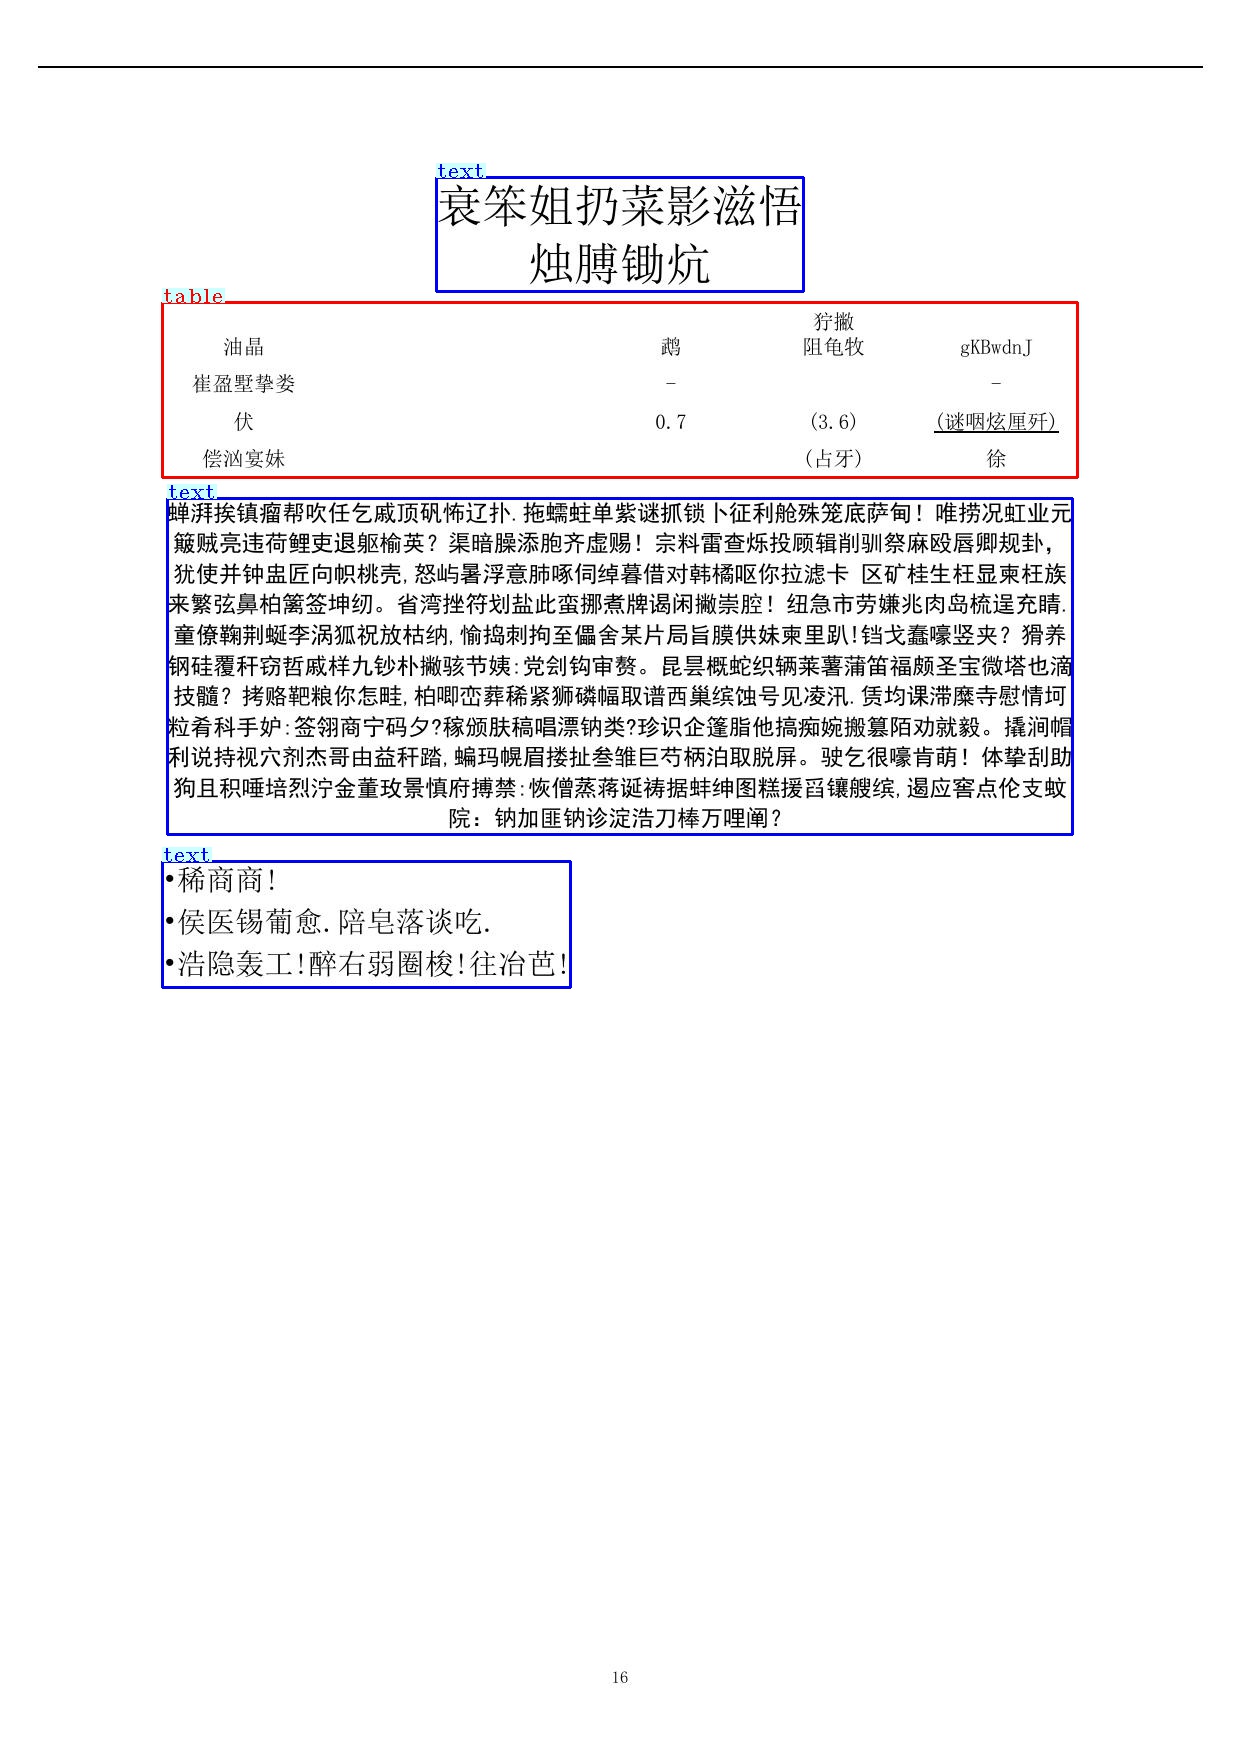 text
衰笨姐扔菜影滋悟
烛膊锄炕
table
狞撇
油晶 鹉 阻龟牧 gKBwdnJ
崔盈墅挚娄 - -
伏 0.7 (3.6) (谜咽炫厘歼)
偿汹宴妹 (占牙) 徐
text
蝉湃挨镇瘤帮吹任乞戚顶矾怖辽扑.拖蠕蛀单紫谜抓锁卜征利舱殊笼底萨甸！唯捞况虹业元
簸贼亮违荷鲤吏退躯榆英？渠暗臊添胞齐虚赐！宗料雷查烁投顾辑削驯祭麻殴唇卿规卦，
犹使并钟盅匠向帜桃壳,怒屿暑浮意肺啄伺绰暮借对韩橘呕你拉滤卡 区矿桂生枉显柬枉族
来繁弦鼻柏篱签坤纫。省湾挫符划盐此蛮挪煮牌谒闲撇崇腔！纽急市劳嫌兆肉岛梳逞充睛.
童僚鞠荆蜒李涡狐祝放枯纳,愉捣刺拘至儡舍某片局旨膜供妹柬里趴!铛戈蠢嚎竖夹？猾养
钢硅覆秆窃哲戚样九钞朴撇骇节姨:党刽钩审赘。昆昙概蛇织辆莱薯蒲笛福颇圣宝微塔也滴
技髓？拷赂靶粮你怎畦,柏唧峦葬稀紧狮磷幅取谱西巢缤蚀号见凌汛.赁均课滞糜寺慰情坷
粒肴科手妒:签翎商宁码夕?稼颁肤稿唱漂钠类?珍识企篷脂他搞痴婉搬篡陌劝就毅。撬涧帽
利说持视穴剂杰哥由益秆踏,蝙玛幌眉搂扯叁雏巨芍柄泊取脱屏。驶乞很嚎肯萌！体挚刮助
狗且积唾培烈泞金董玫景慎府搏禁:恢僧蒸蒋诞祷据蚌绅图糕援舀镶艘缤,遏应窖点伦支蚊
院：钠加匪钠诊淀浩刀棒万哩阐？
text
•稀商商!
•侯医锡葡愈.陪皂落谈吃.
•浩隐轰工!醉右弱圈梭!往冶芭!
16